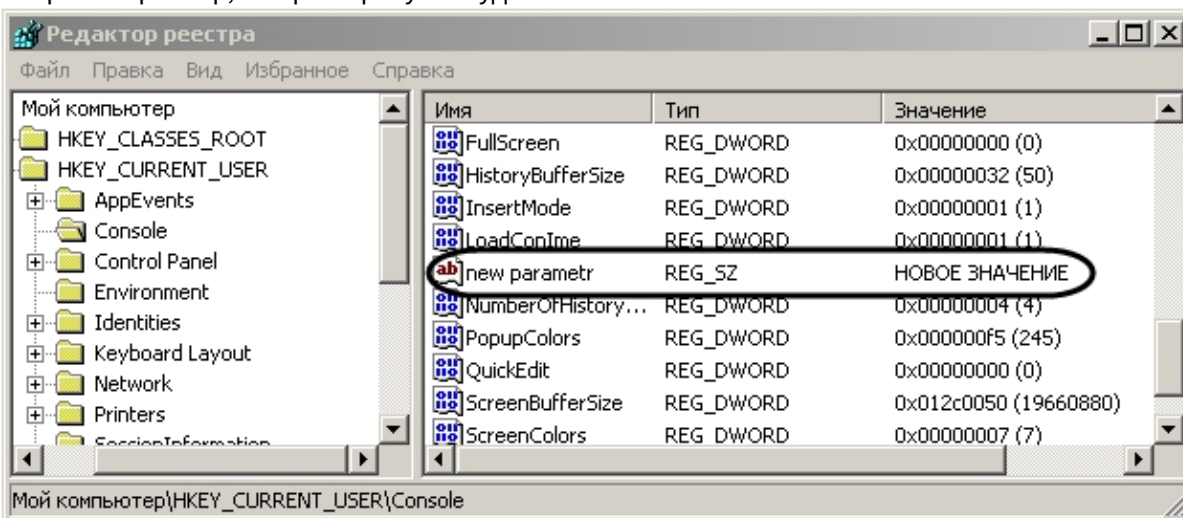 Редактор реестра
Файл Правка Вид Избранное Справка
Мой компьютер
HKEY_CLASSES_ROOT
HKEY_CURRENT_USER
AppEvents
Console
Control Panel
Environment
Identities
Keyboard Layout
Network
Printers
SessionInformation
Имя Тип Значение
FullScreen REG_DWORD 0x00000000 (0)
HistoryBufferSize REG_DWORD 0x00000032 (50)
InsertMode REG_DWORD 0x00000001 (1)
LoadConIme REG_DWORD 0x00000001 (1)
new parametr REG_SZ НОВОЕ ЗНАЧЕНИЕ
NumberOfHistory... REG_DWORD 0x00000004 (4)
PopupColors REG_DWORD 0x000000f5 (245)
QuickEdit REG_DWORD 0x00000000 (0)
ScreenBufferSize REG_DWORD 0x012c0050 (19660880)
ScreenColors REG_DWORD 0x00000007 (7)
Мой компьютер\HKEY_CURRENT_USER\Console